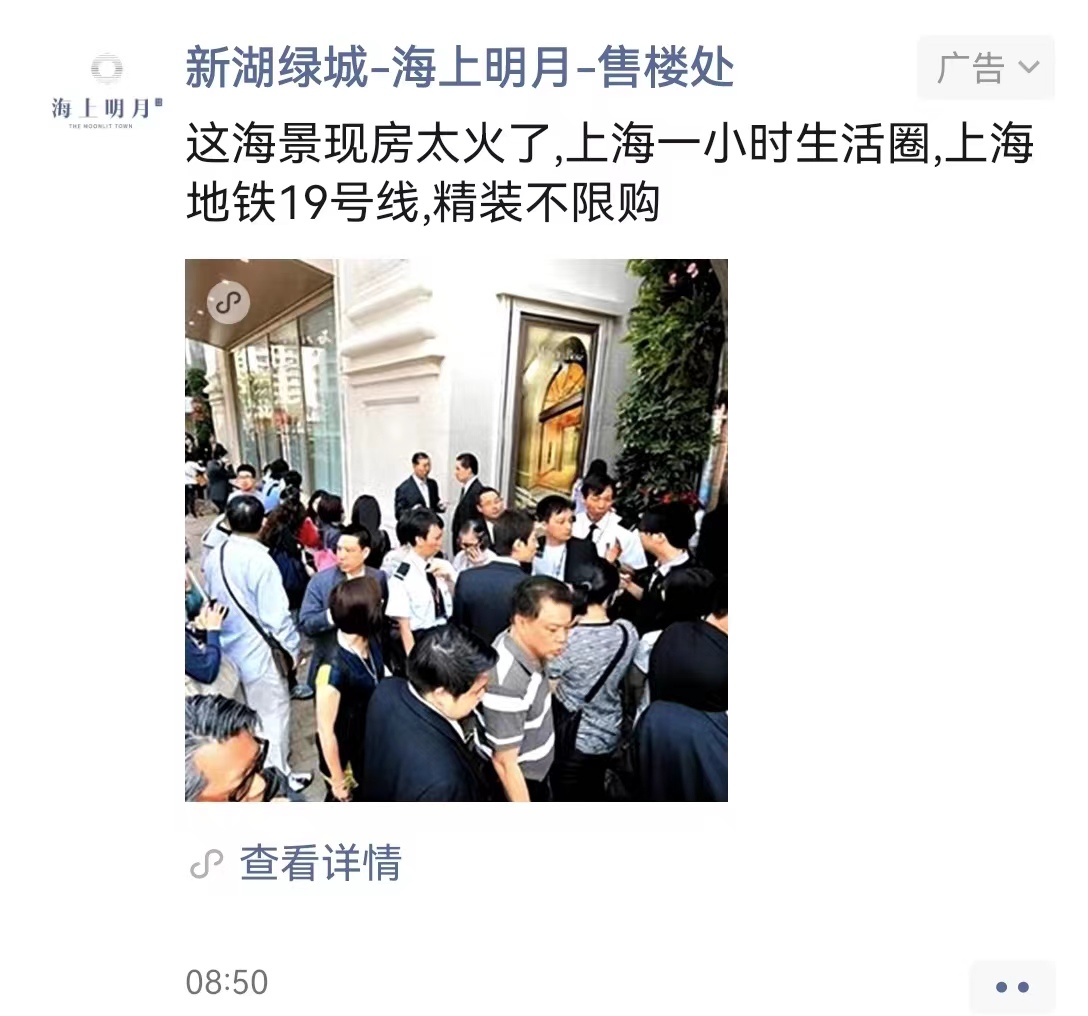 新湖绿城-海上明月-售楼处
广告
海上明月
THE MOONLIT TOWN
这海景现房太火了,上海一小时生活圈,上海
地铁19号线,精装不限购
查看详情
08:50